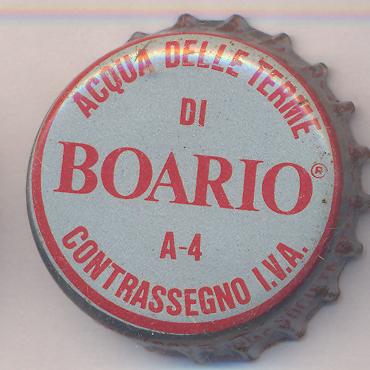 ACQUA DELLE TERME
DI
BOARIO®
A-4
CONTRASSEGNO I.V.A.